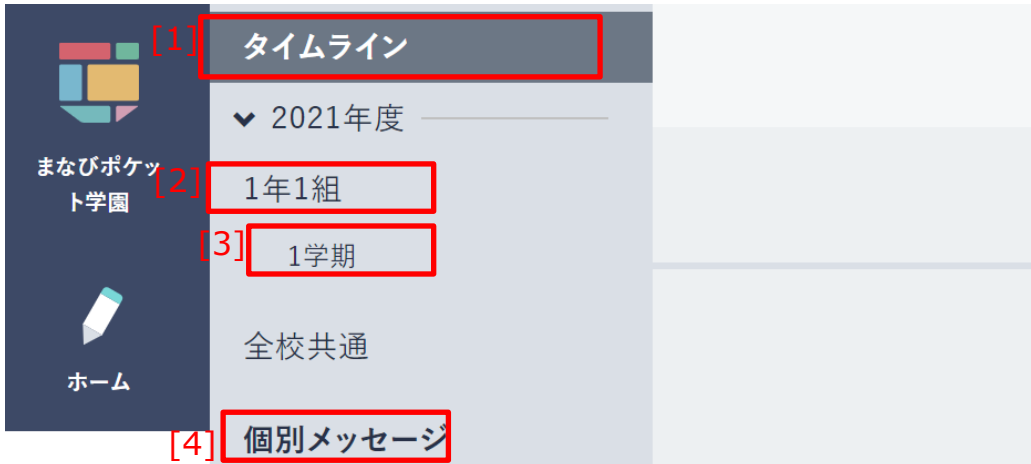 [1]
タイムライン
2021年度
まなびポケッ
ト学園
[2]
1年1組
[3]
1学期
全校共通
ホーム
[4]
個別メッセージ